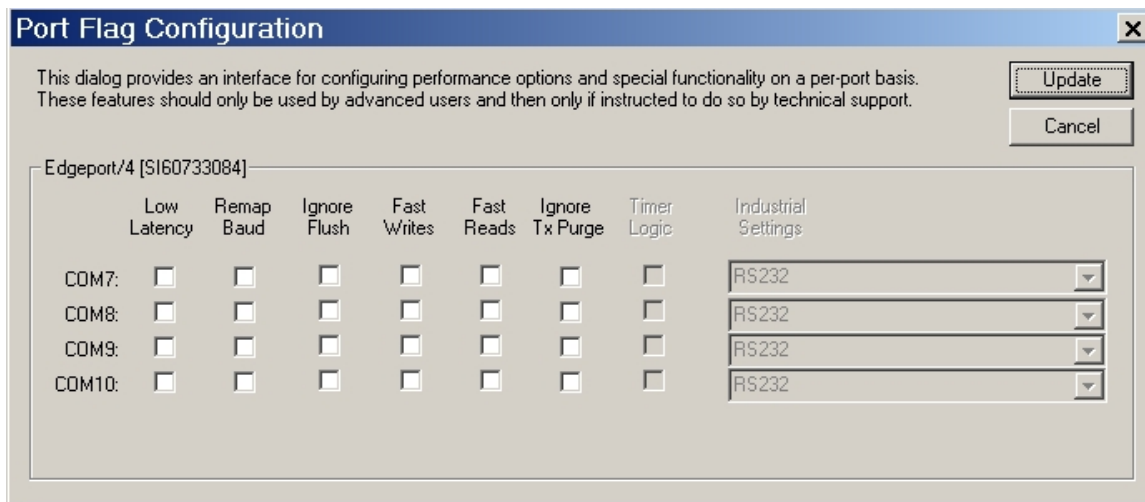 Port Flag Configuration
This dialog provides an interface for configuring performance options and special functionality on a per-port basis.
These features should only be used by advanced users and then only if instructed to do so by technical support.
Update
Cancel
Edgeport/4 [SI60733084]
Low Latency Remap Baud Ignore Flush Fast Writes Fast Reads Ignore Tx Purge Timer Logic Industrial Settings
COM7: RS232
COM8: RS232
COM9: RS232
COM10: RS232